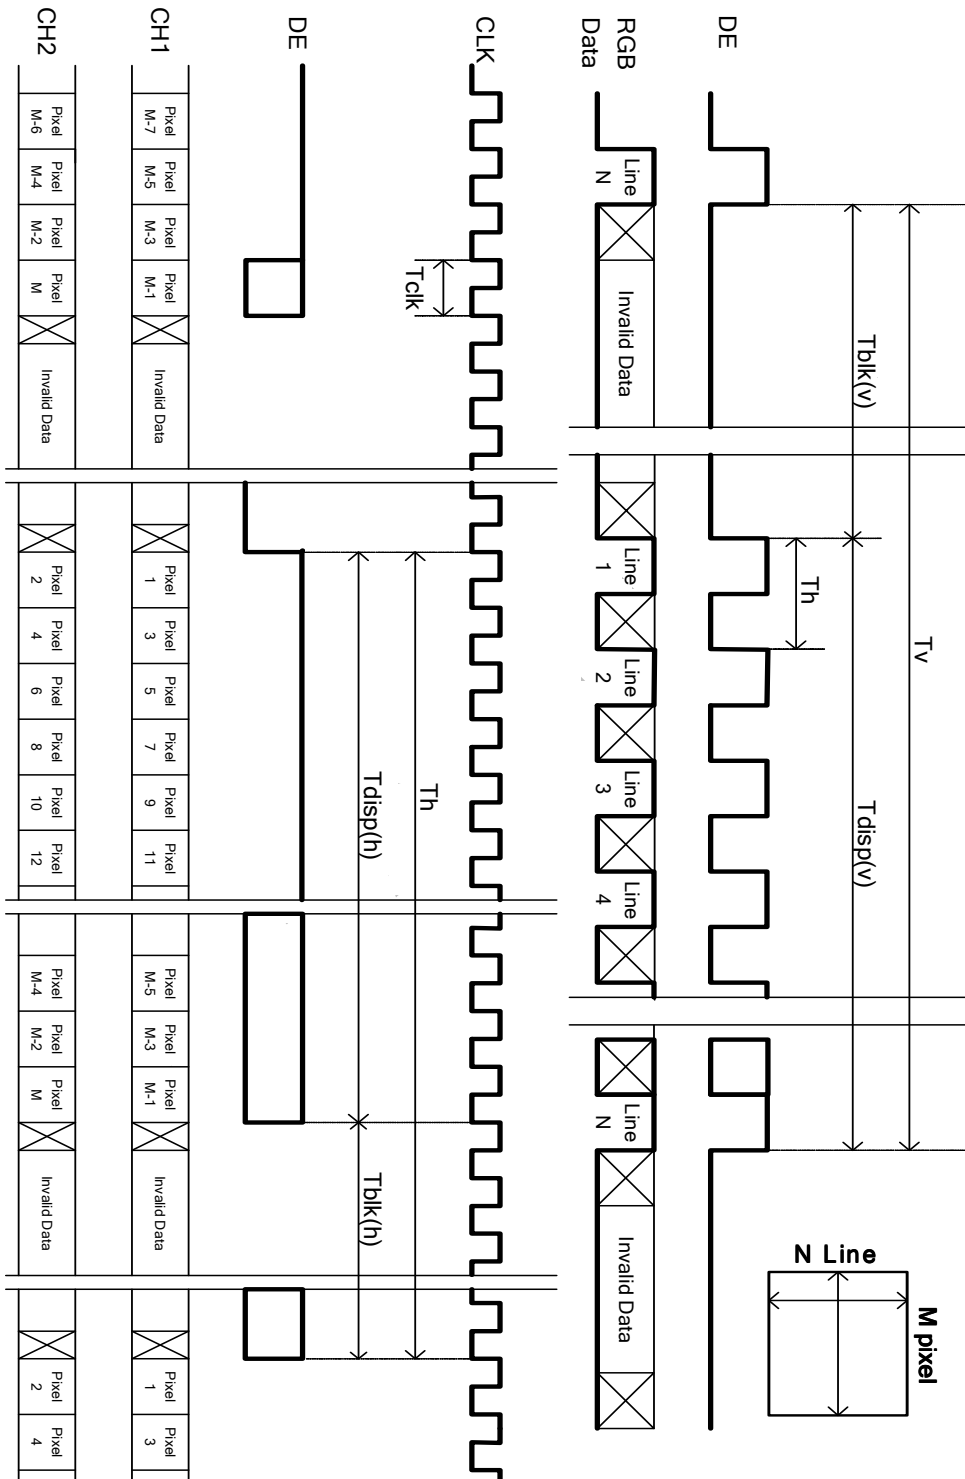 Tv
Tblk(v)
Tdisp(v)
Th
DE
RGB
Data
Line
N
Invalid Data
Line
1
Line
2
Line
3
Line
4
Line
N
Invalid Data
M pixel
N Line
CLK
Tclk
Th
DE
Tdisp(h)
Tblk(h)
CH1
Pixel
M-7
Pixel
M-5
Pixel
M-3
Pixel
M-1
Invalid Data
Pixel
1
Pixel
3
Pixel
5
Pixel
7
Pixel
9
Pixel
11
Pixel
M-5
Pixel
M-3
Pixel
M-1
Invalid Data
Pixel
1
Pixel
3
CH2
Pixel
M-6
Pixel
M-4
Pixel
M-2
Pixel
M
Invalid Data
Pixel
2
Pixel
4
Pixel
6
Pixel
8
Pixel
10
Pixel
12
Pixel
M-4
Pixel
M-2
Pixel
M
Invalid Data
Pixel
2
Pixel
4